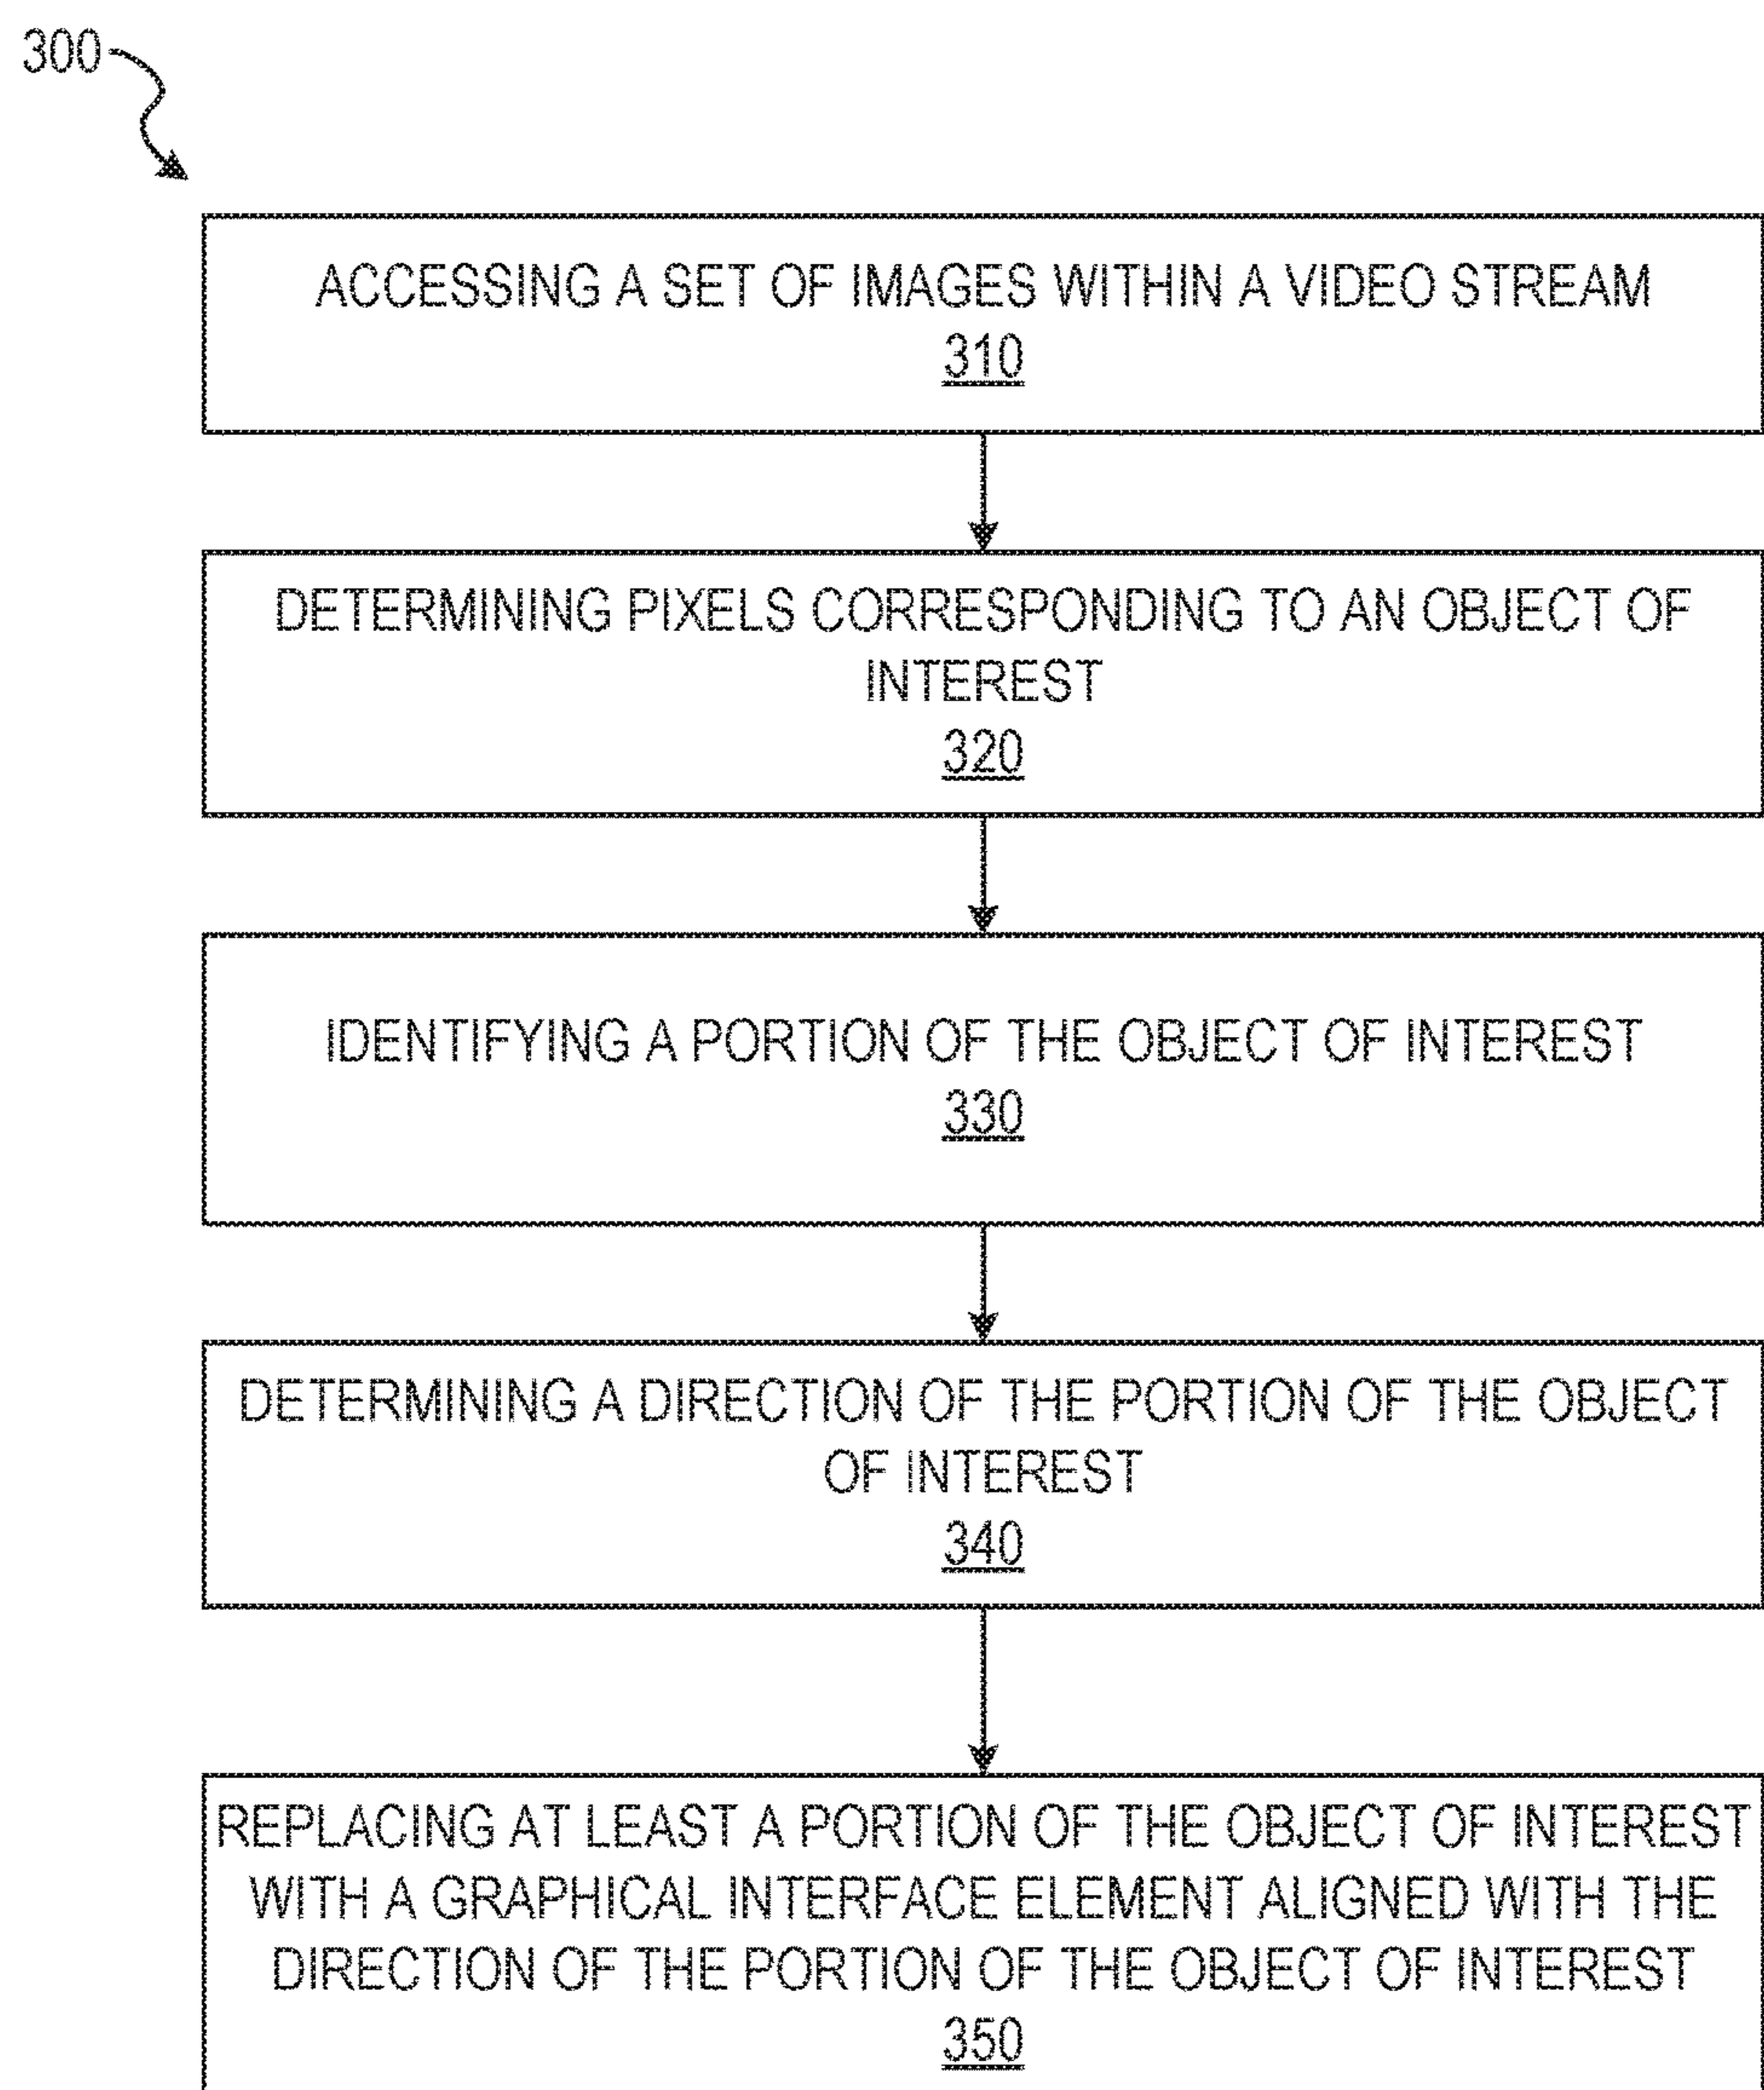 300
ACCESSING A SET OF IMAGES WITHIN A VIDEO STREAM
310
DETERMINING PIXELS CORRESPONDING TO AN OBJECT OF
INTEREST
320
IDENTIFYING A PORTION OF THE OBJECT OF INTEREST
330
DETERMINING A DIRECTION OF THE PORTION OF THE OBJECT
OF INTEREST
340
REPLACING AT LEAST A PORTION OF THE OBJECT OF INTEREST
WITH A GRAPHICAL INTERFACE ELEMENT ALIGNED WITH THE
DIRECTION OF THE PORTION OF THE OBJECT OF INTEREST
350